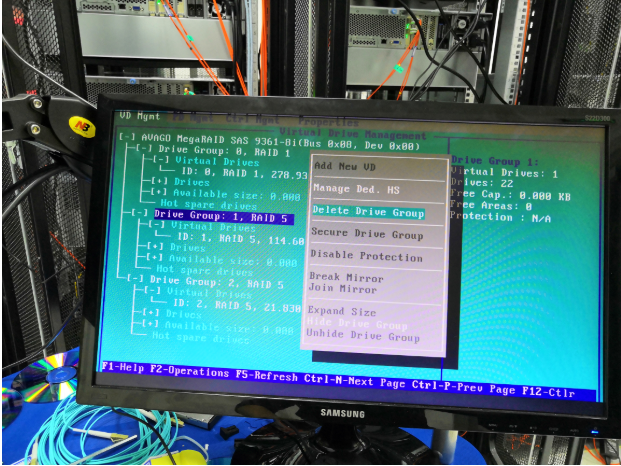 S22D300
VD Mgmt PD Mgmt Ctrl Mgmt Properties
Virtual Drive Management
[-] AVAGO MegaRAID SAS 9361-8i(Bus 0x08, Dev 0x00)
[-] Drive Group: 0, RAID 1
[-] Virtual Drives
ID: 0, RAID 1, 278.93
[+] Drives
[+] Available size: 0.000
Hot spare drives
[-] Drive Group: 1, RAID 5
[-] Virtual Drives
ID: 1, RAID 5, 114.60
[+] Drives
[+] Available size: 0.000
Hot spare drives
[-] Drive Group: 2, RAID 5
[-] Virtual Drives
ID: 2, RAID 5, 21.830
[+] Drives
[+] Available size: 0.000
Hot spare drives
Add New VD
Manage Ded. HS
Delete Drive Group
Secure Drive Group
Disable Protection
Break Mirror
Join Mirror
Expand Size
Hide Drive Group
Unhide Drive Group
Drive Group 1:
Virtual Drives: 1
Drives: 22
Free Cap.: 0.000 KB
Free Areas: 0
Protection : N/A
F1-Help F2-Operations F5-Refresh Ctrl-N-Next Page Ctrl-P-Prev Page F12-Ctlr
SAMSUNG